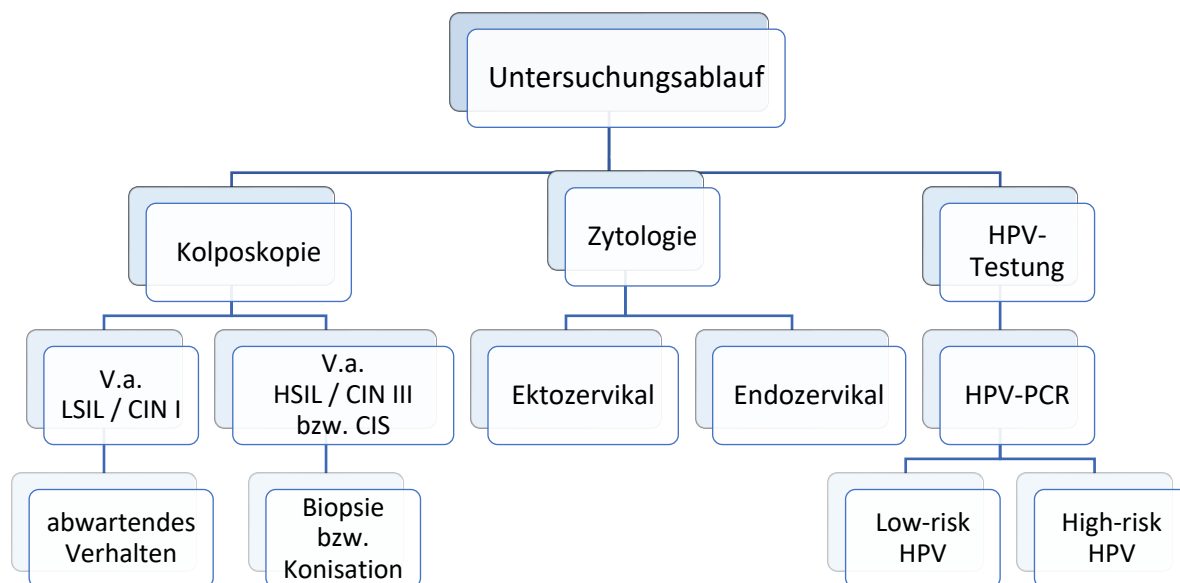 Untersuchungsablauf
Kolposkopie
Zytologie
HPV-
Testung
V.a.
LSIL / CIN I
V.a.
HSIL / CIN III
bzw. CIS
Ektozervikal
Endozervikal
HPV-PCR
abwartendes
Verhalten
Biopsie
bzw.
Konisation
Low-risk
HPV
High-risk
HPV